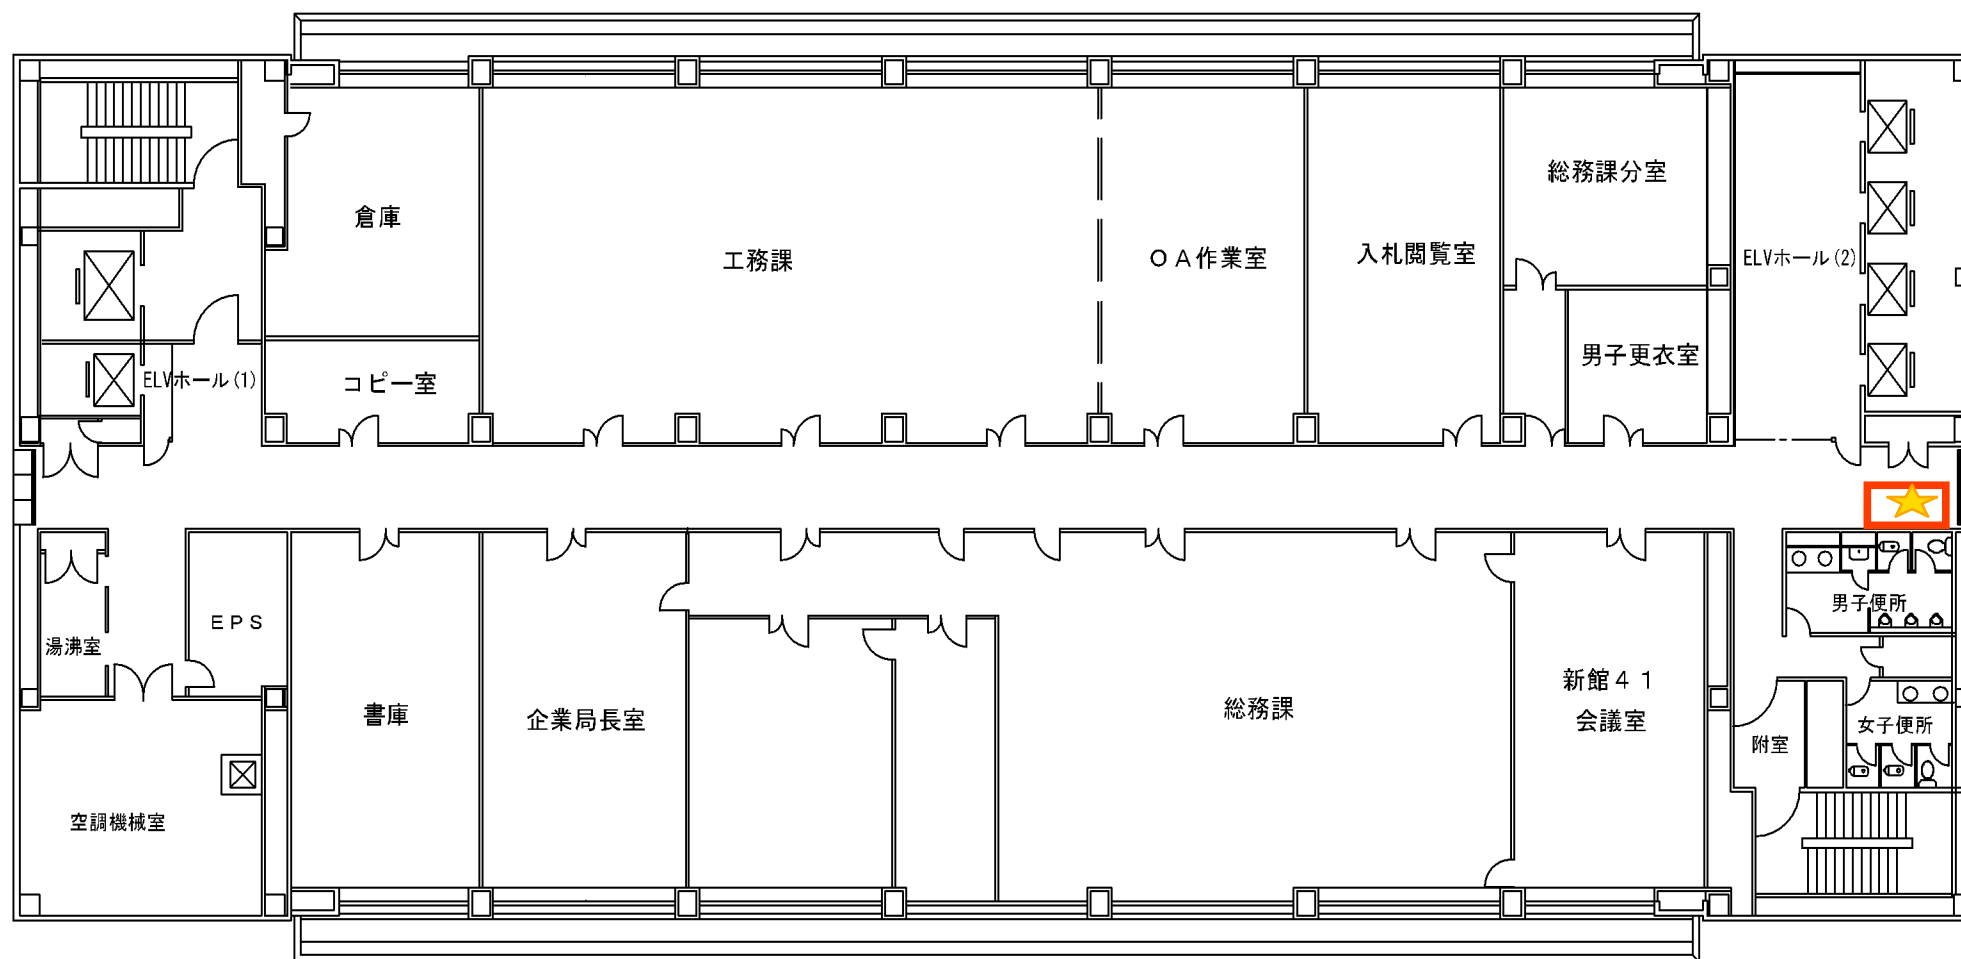 総務課分室
倉庫
工務課
ОA作業室
入札閲覧室
ELVホール(2)
男子更衣室
ELVホール(1)
コピー室
男子便所
EPS
湯沸室
新館41
会議室
書庫
企業局長室
総務課
女子便所
附室
空調機械室